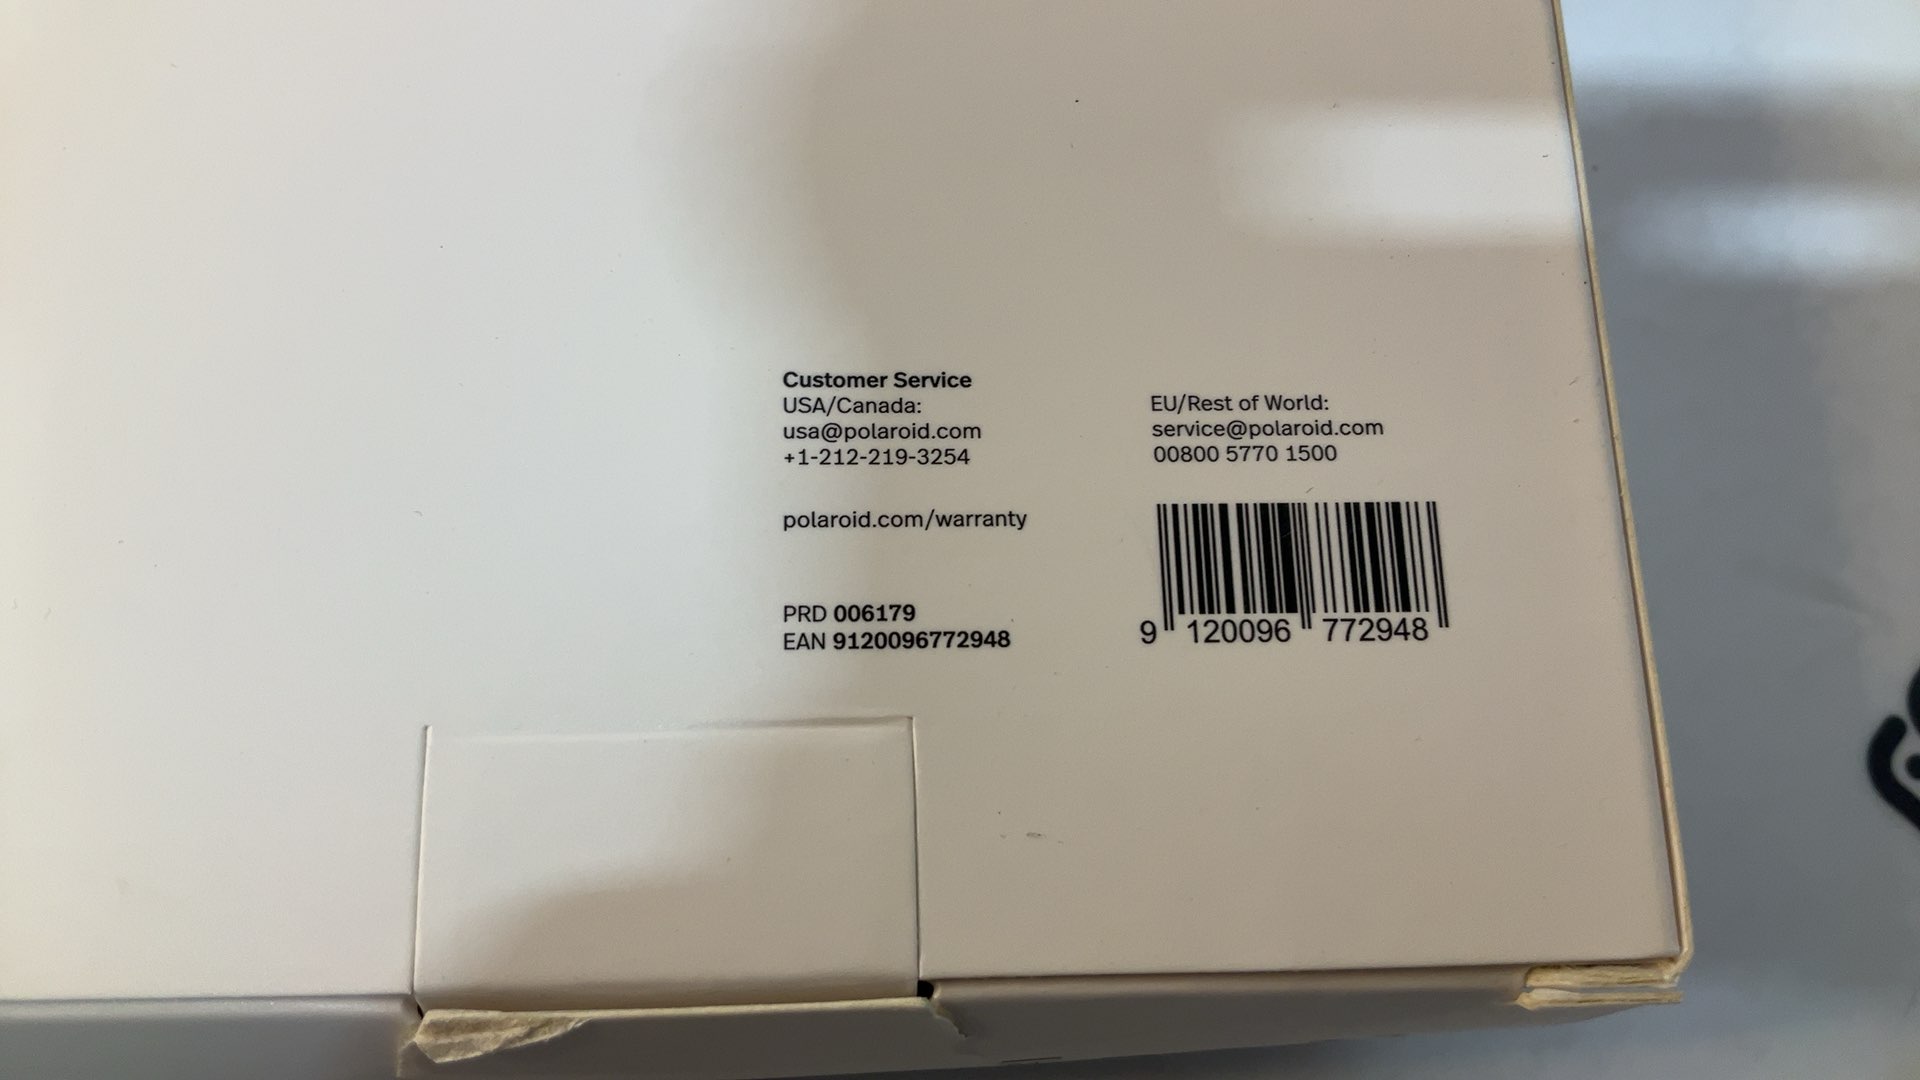 Customer Service
USA/Canada:
usa@polaroid.com
+1-212-219-3254
polaroid.com/warranty
PRD 006179
EAN 9120096772948
EU/Rest of World:
service@polaroid.com
00800 5770 1500
9 120096 772948